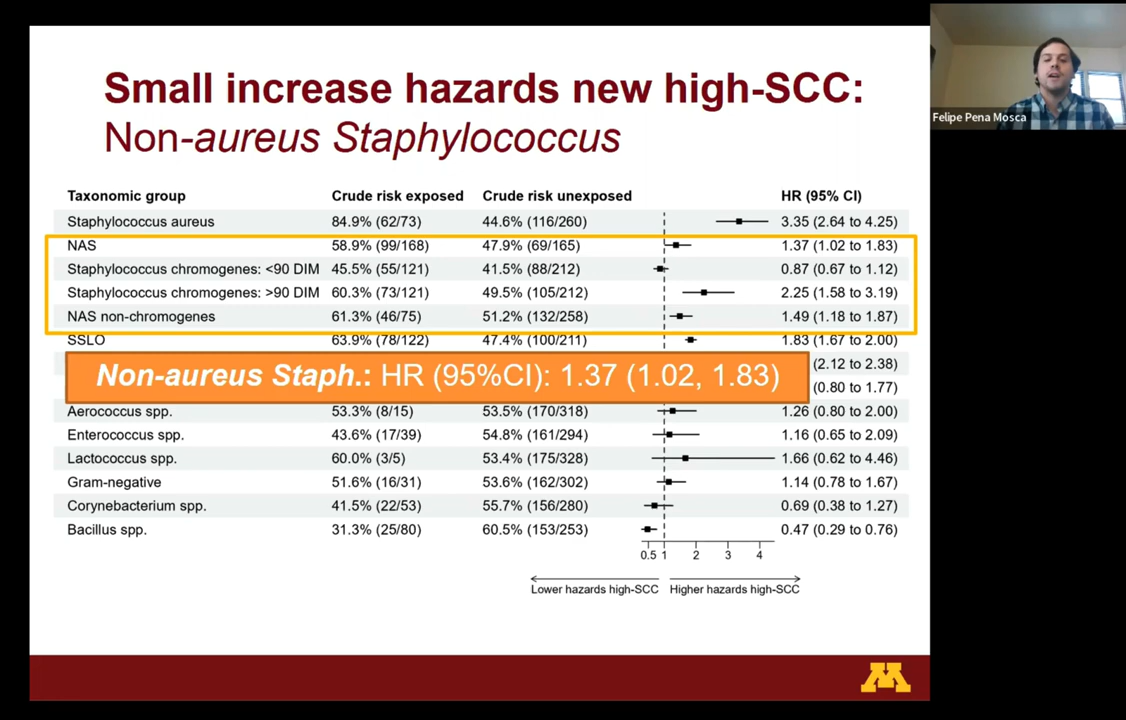 Small increase hazards new high-SCC:
Non-aureus Staphylococcus
Felipe Pena Mosca
Taxonomic group Crude risk exposed Crude risk unexposed HR (95% CI)
Staphylococcus aureus 84.9% (62/73) 44.6% (116/260) 3.35 (2.64 to 4.25)
NAS 58.9% (99/168) 47.9% (69/165) 1.37 (1.02 to 1.83)
Staphylococcus chromogenes: <90 DIM 45.5% (55/121) 41.5% (88/212) 0.87 (0.67 to 1.12)
Staphylococcus chromogenes: >90 DIM 60.3% (73/121) 49.5% (105/212) 2.25 (1.58 to 3.19)
NAS non-chromogenes 61.3% (46/75) 51.2% (132/258) 1.49 (1.18 to 1.87)
SSLO 63.9% (78/122) 47.4% (100/211) 1.83 (1.67 to 2.00)
(2.12 to 2.38)
Non-aureus Staph.: HR (95%CI): 1.37 (1.02, 1.83)
(0.80 to 1.77)
Aerococcus spp. 53.3% (8/15) 53.5% (170/318) 1.26 (0.80 to 2.00)
Enterococcus spp. 43.6% (17/39) 54.8% (161/294) 1.16 (0.65 to 2.09)
Lactococcus spp. 60.0% (3/5) 53.4% (175/328) 1.66 (0.62 to 4.46)
Gram-negative 51.6% (16/31) 53.6% (162/302) 1.14 (0.78 to 1.67)
Corynebacterium spp. 41.5% (22/53) 55.7% (156/280) 0.69 (0.38 to 1.27)
Bacillus spp. 31.3% (25/80) 60.5% (153/253) 0.47 (0.29 to 0.76)
0.5 1 2 3 4
Lower hazards high-SCC Higher hazards high-SCC
M